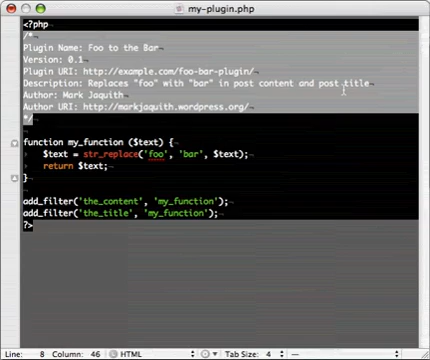 my-plugin.php
<?php
/*
Plugin Name: Foo to the Bar
Version: 0.1
Plugin URI: http://example.com/foo-bar-plugin/
Description: Replaces "foo" with "bar" in post content and post title
Author: Mark Jaquith
Author URI: http://markjaquith.wordpress.org/
*/
function my_function ($text) {
$text = str_replace('foo', 'bar', $text);
return $text;
}
add_filter('the_content', 'my_function');
add_filter('the_title', 'my_function');
?>
Line: 8 Column: 46 HTML Tab Size: 4 —